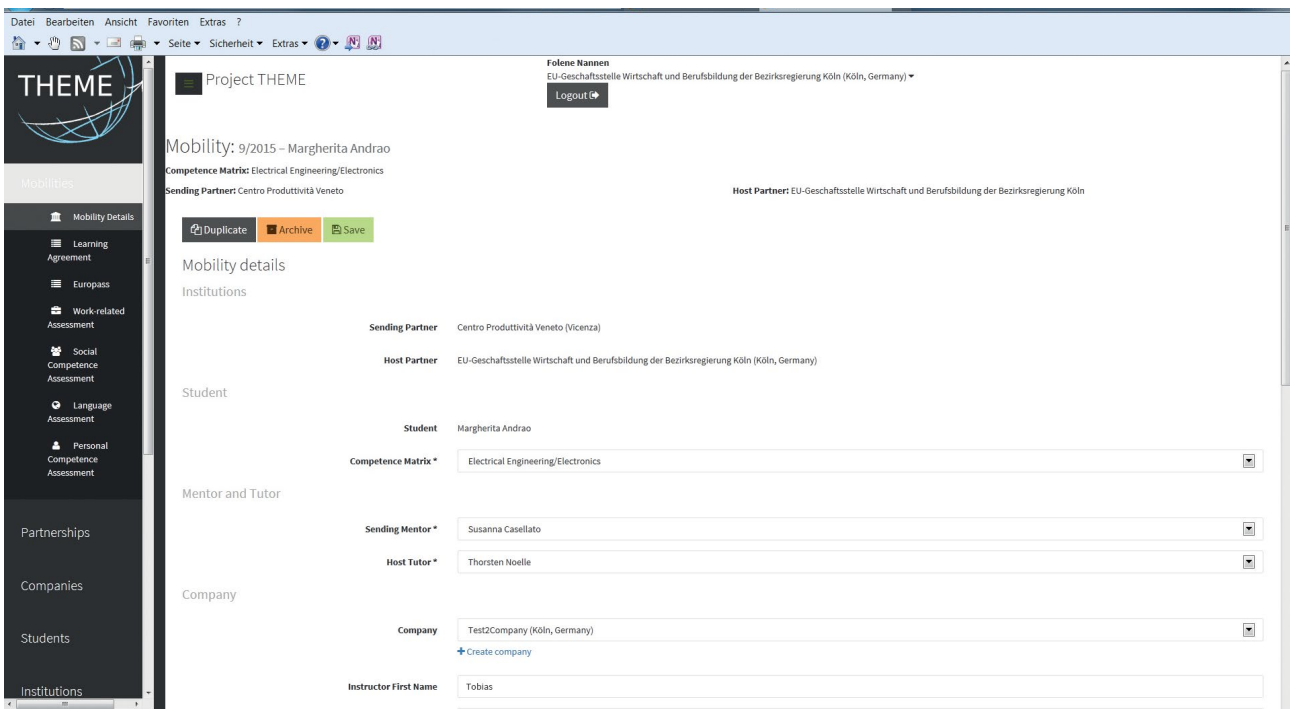 Datei Bearbeiten Ansicht Favoriten Extras ?
Seite Sicherheit Extras
THEME
Project THEME
Folene Nannen
EU-Geschaftsstelle Wirtschaft und Berufsbildung der Bezirksregierung Köln (Köln, Germany)
Logout
Mobility: 9/2015 – Margherita Andrao
Competence Matrix: Electrical Engineering/Electronics
Sending Partner: Centro Produttività Veneto
Host Partner: EU-Geschaftsstelle Wirtschaft und Berufsbildung der Bezirksregierung Köln
Mobilities
Mobility Details
Learning
Agreement
Europass
Work-related
Assessment
Social
Competence
Assessment
Language
Assessment
Personal
Competence
Assessment
Partnerships
Companies
Students
Institutions
Duplicate Archive Save
Mobility details
Institutions
Sending Partner Centro Produttività Veneto (Vicenza)
Host Partner EU-Geschaftsstelle Wirtschaft und Berufsbildung der Bezirksregierung Köln (Köln, Germany)
Student
Student Margherita Andrao
Competence Matrix * Electrical Engineering/Electronics
Mentor and Tutor
Sending Mentor * Susanna Casellato
Host Tutor * Thorsten Noelle
Company
Company Test2Company (Köln, Germany)
+ Create company
Instructor First Name Tobias